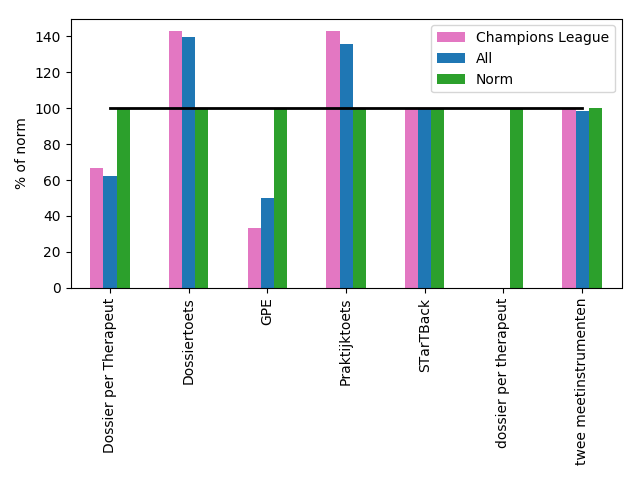 Champions League
All
Norm
% of norm
140
120
100
80
60
40
20
0
Dossier per Therapeut
Dossiertoets
GPE
Praktijktoets
STarTBack
dossier per therapeut
twee meetinstrumenten